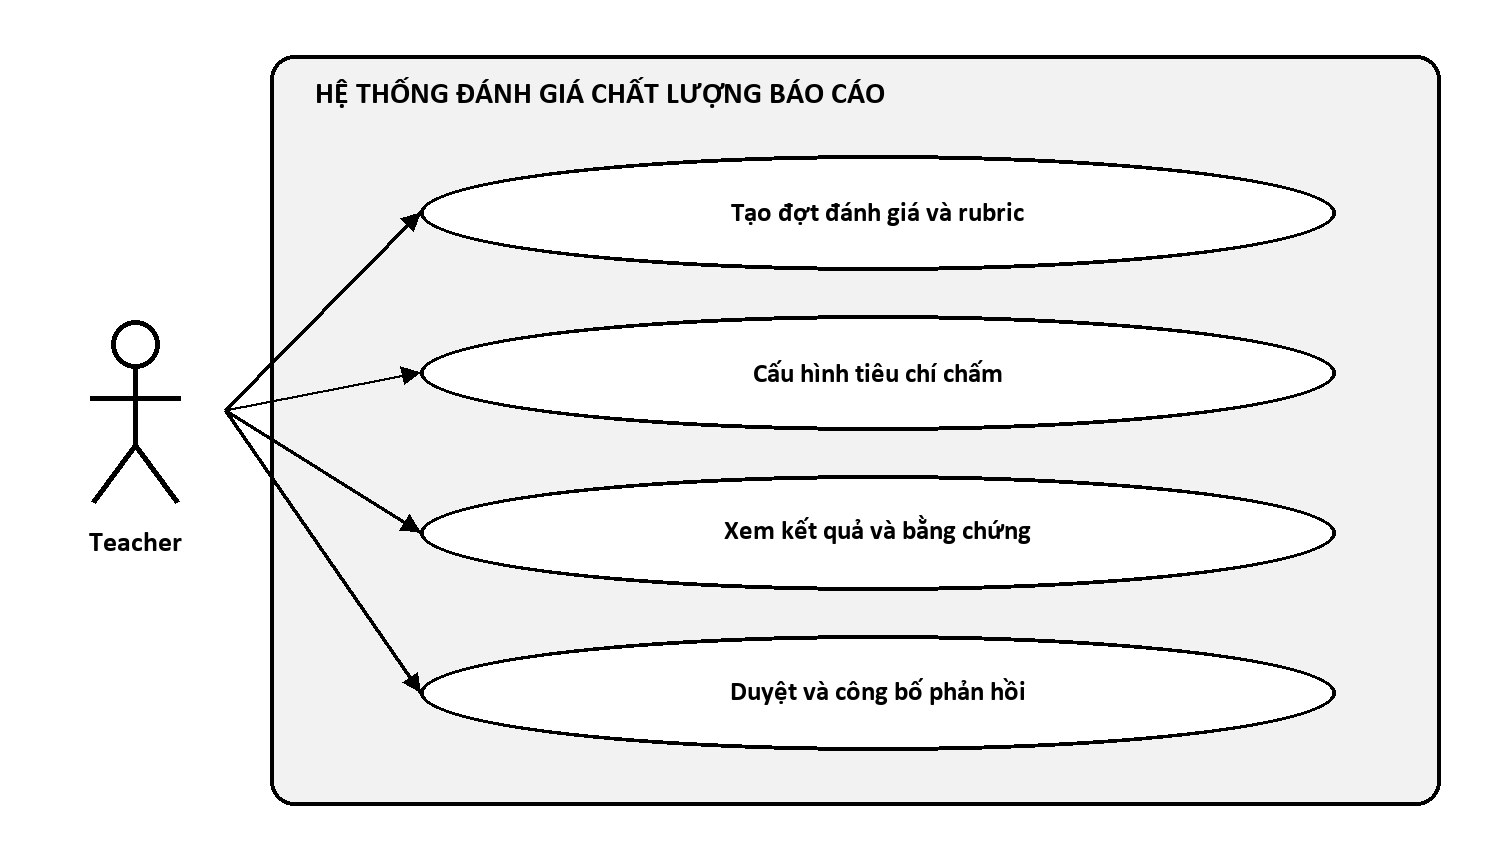 HỆ THỐNG ĐÁNH GIÁ CHẤT LƯỢNG BÁO CÁO
Tạo đợt đánh giá và rubric
Cấu hình tiêu chí chấm
Xem kết quả và bằng chứng
Teacher
Duyệt và công bố phản hồi